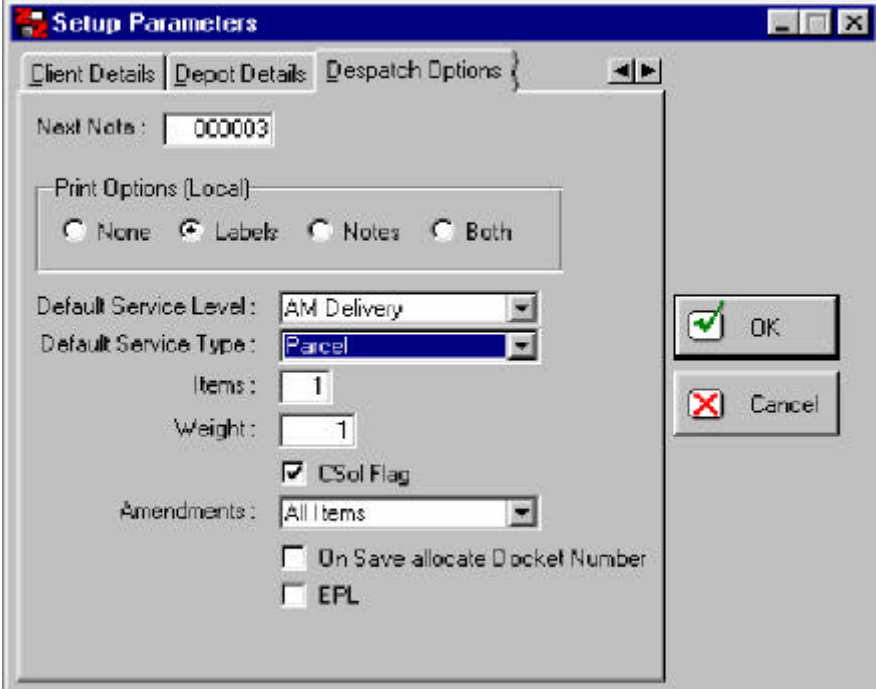 Setup Parameters
Client Details Depot Details Despatch Options
Next Note : 000003
Print Options (Local)
None Labels Notes Both
Default Service Level : AM Delivery
Default Service Type : Parcel
Items : 1
Weight : 1
CSol Flag
Amendments : All Items
On Save allocate Docket Number
EPL
OK
Cancel